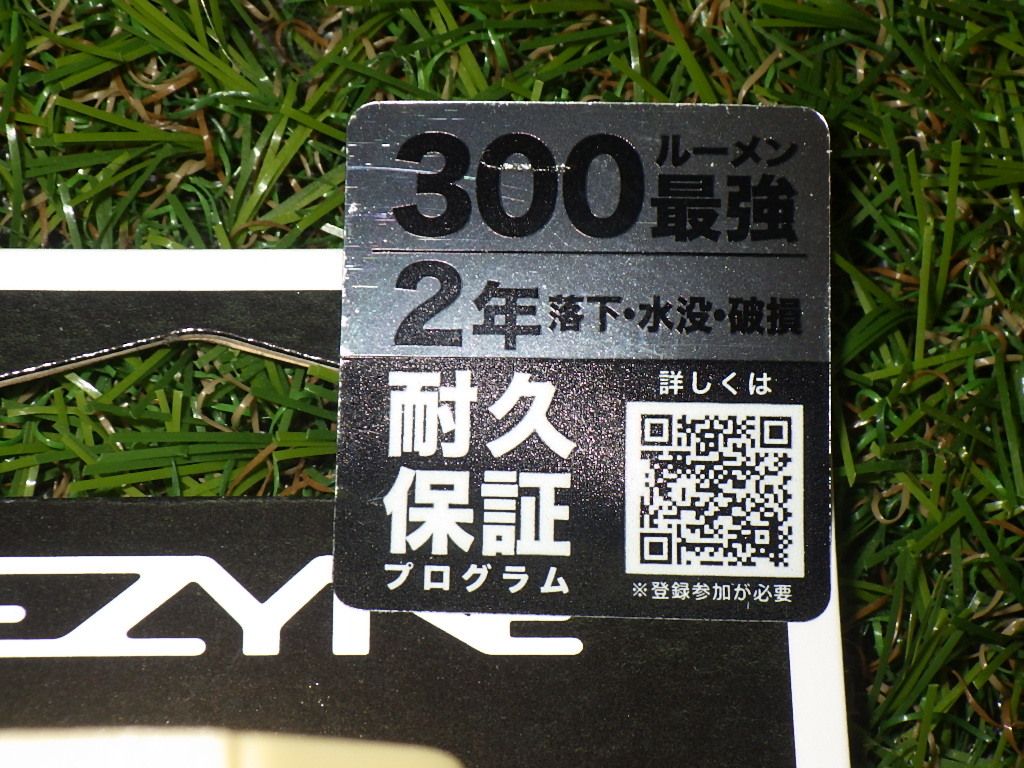 300ルーメン最強
2年落下・水没・破損
耐久
保証
プログラム
詳しくは
※登録参加が必要
EZYNE